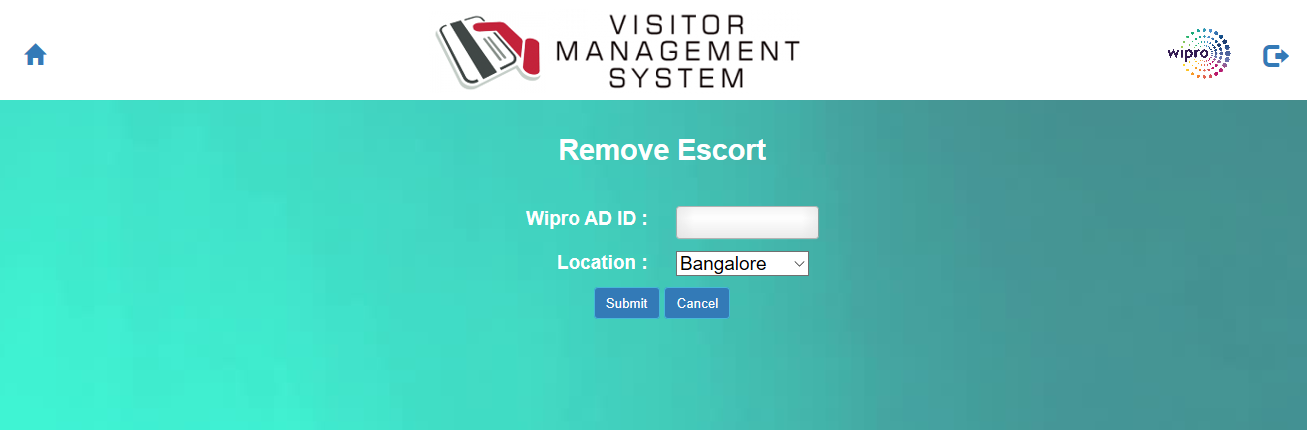 VISITOR
MANAGEMENT
SYSTEM
wipro
Remove Escort
Wipro AD ID :
Location : Bangalore
Submit Cancel